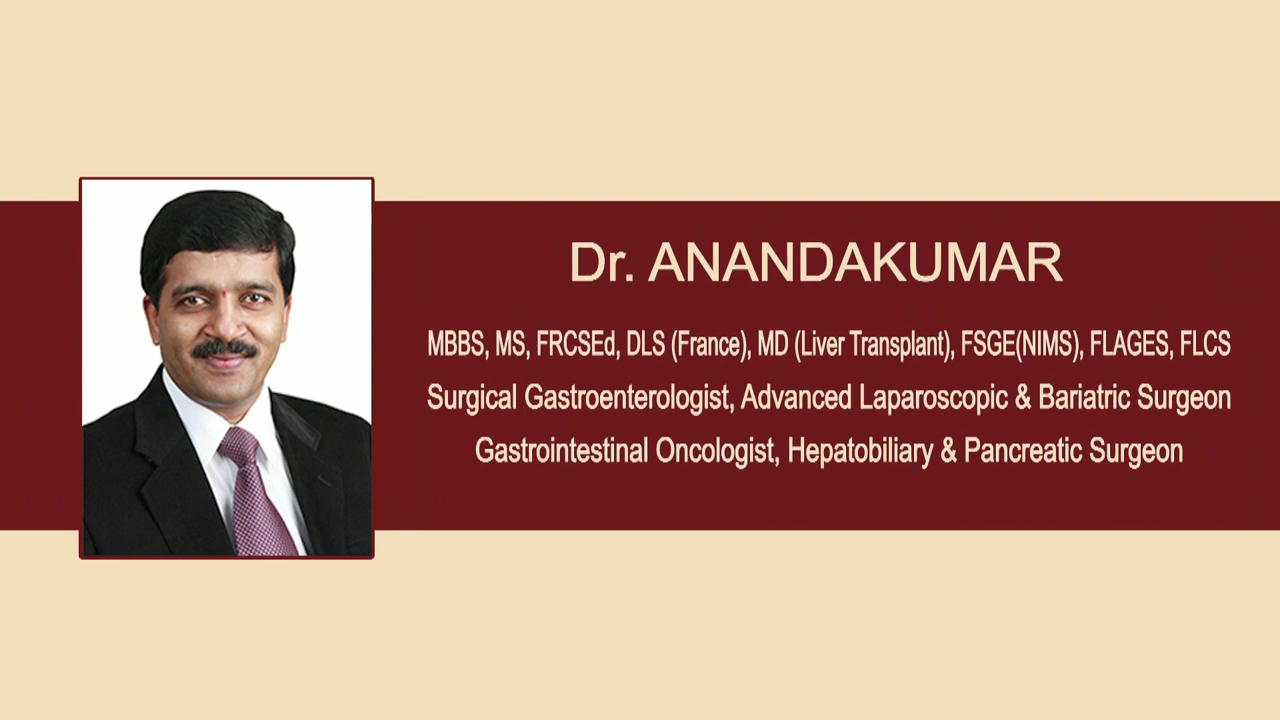 Dr. ANANDAKUMAR
MBBS, MS, FRCSEd, DLS (France), MD (Liver Transplant), FSGE(NIMS), FLAGES, FLCS
Surgical Gastroenterologist, Advanced Laparoscopic & Bariatric Surgeon
Gastrointestinal Oncologist, Hepatobiliary & Pancreatic Surgeon